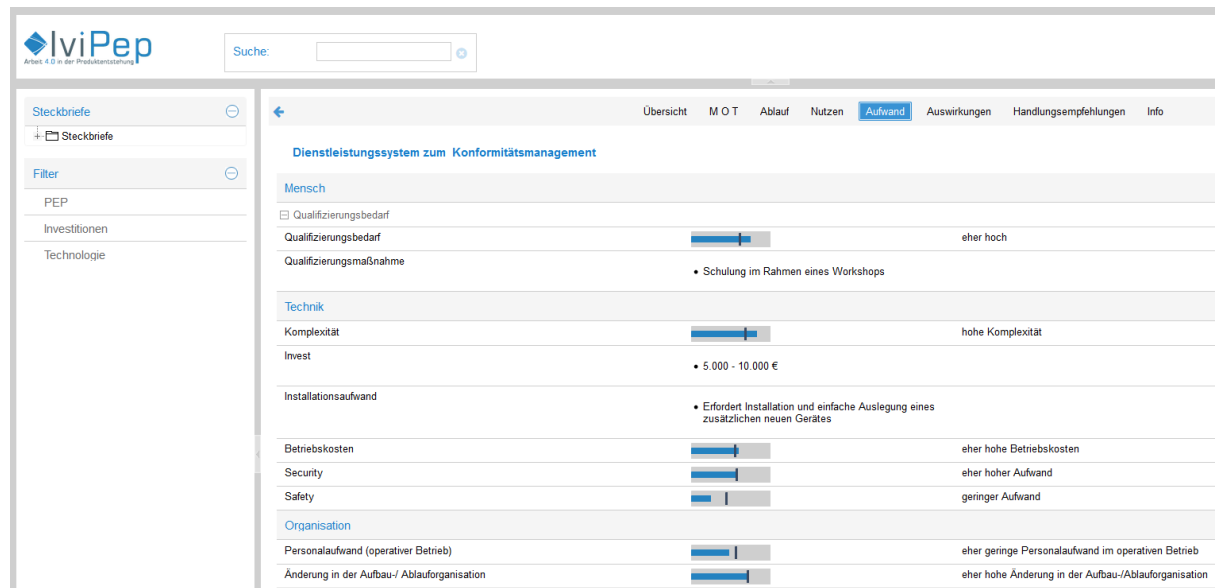 IviPep
Arbeit 4.0 in der Produktentstehung
Suche:
Steckbriefe
Steckbriefe
Filter
PEP
Investitionen
Technologie
Übersicht M O T Ablauf Nutzen Aufwand Auswirkungen Handlungsempfehlungen Info
Dienstleistungssystem zum Konformitätsmanagement
Mensch
Qualifizierungsbedarf
Qualifizierungsbedarf eher hoch
Qualifizierungsmaßnahme
• Schulung im Rahmen eines Workshops
Technik
Komplexität hohe Komplexität
Invest
• 5.000 - 10.000 €
Installationsaufwand
• Erfordert Installation und einfache Auslegung eines
zusätzlichen neuen Gerätes
Betriebskosten eher hohe Betriebskosten
Security eher hoher Aufwand
Safety geringer Aufwand
Organisation
Personalaufwand (operativer Betrieb) eher geringe Personalaufwand im operativen Betrieb
Änderung in der Aufbau-/ Ablauforganisation eher hohe Änderung in der Aufbau-/Ablauforganisation